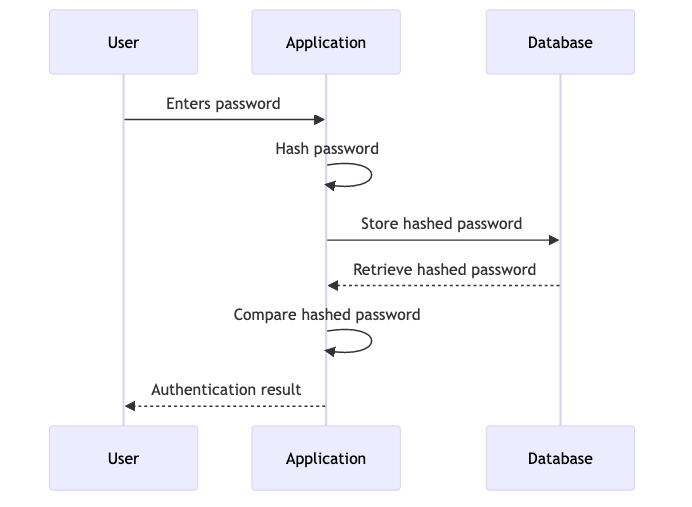 User
Application
Database
Enters password
Hash password
Store hashed password
Retrieve hashed password
Compare hashed password
Authentication result
User
Application
Database